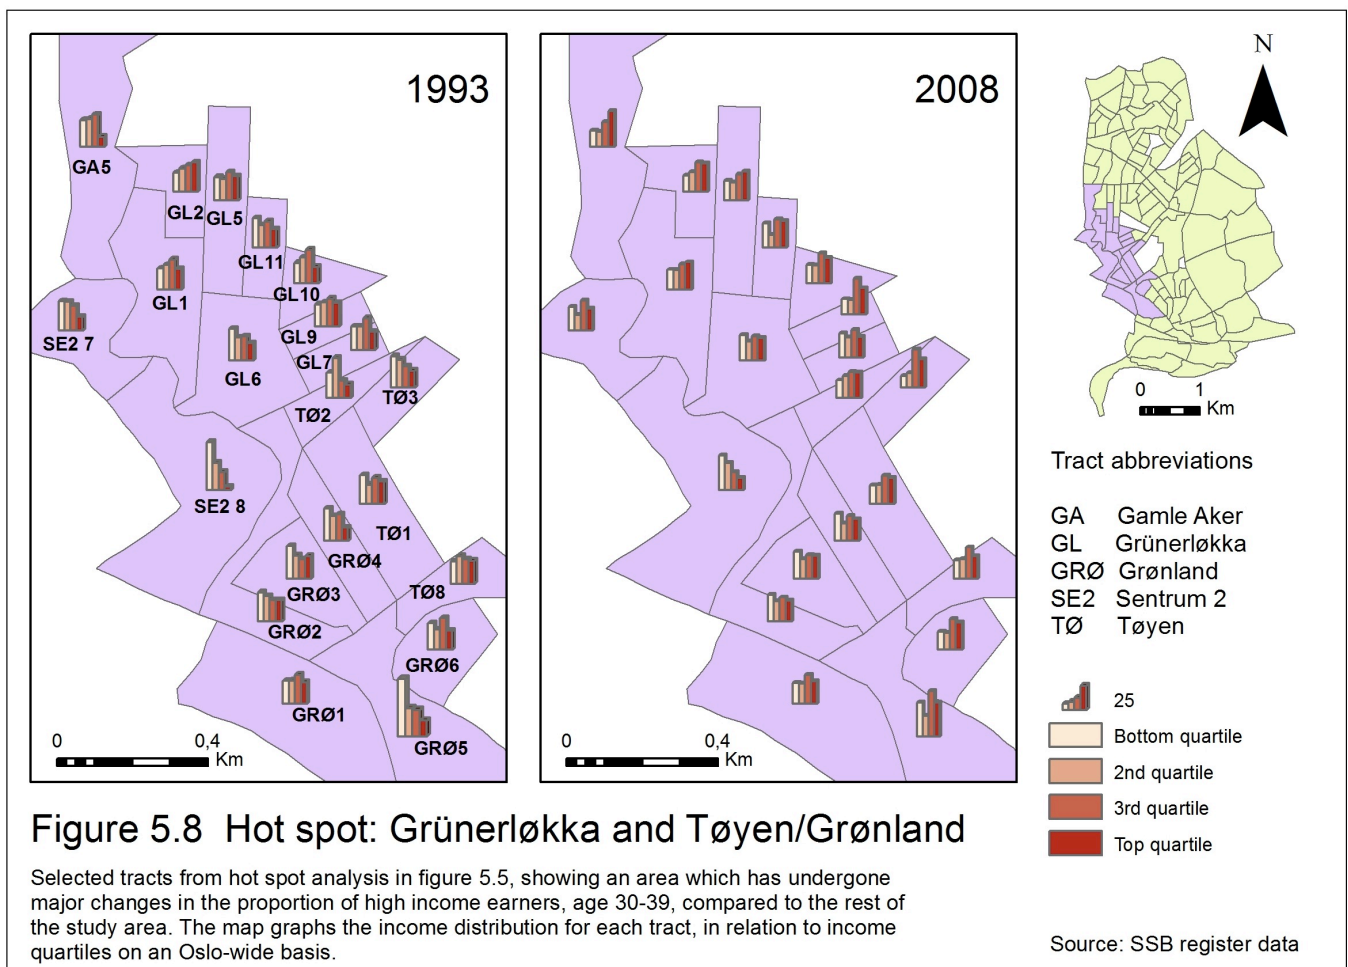 1993
GA5
GL2
GL5
GL11
GL1
GL10
SE2 7
GL9
GL7
GL6
TØ3
TØ2
SE2 8
TØ1
GRØ4
GRØ3
TØ8
GRØ2
GRØ6
GRØ1
GRØ5
0 0,4
Km
2008
0 0,4
Km
N
0 1
Km
Tract abbreviations
GA Gamle Aker
GL Grünerløkka
GRØ Grønland
SE2 Sentrum 2
TØ Tøyen
25
Bottom quartile
2nd quartile
3rd quartile
Top quartile
Figure 5.8 Hot spot: Grünerløkka and Tøyen/Grønland
Selected tracts from hot spot analysis in figure 5.5, showing an area which has undergone
major changes in the proportion of high income earners, age 30-39, compared to the rest of
the study area. The map graphs the income distribution for each tract, in relation to income
quartiles on an Oslo-wide basis.
Source: SSB register data